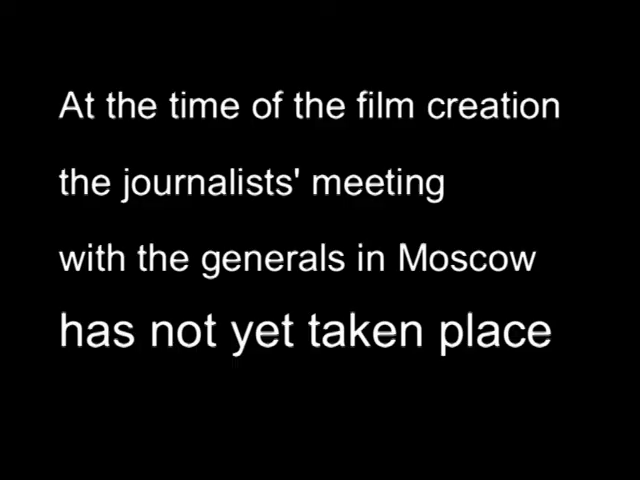 At the time of the film creation
the journalists' meeting
with the generals in Moscow
has not yet taken place